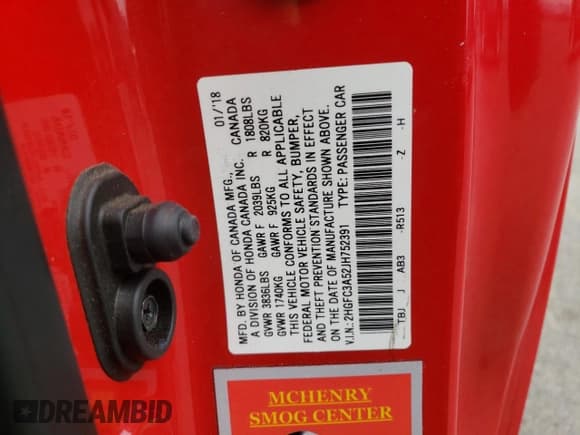 MFD. BY HONDA OF CANADA MFG., 01/'18
A DIVISION OF HONDA CANADA INC. CANADA
GVWR 3836LBS GAWR F 2039LBS R 1808LBS
GVWR 1740KG GAWR F 925KG R 820KG
THIS VEHICLE CONFORMS TO ALL APPLICABLE
FEDERAL MOTOR VEHICLE SAFETY, BUMPER,
AND THEFT PREVENTION STANDARDS IN EFFECT
ON THE DATE OF MANUFACTURE SHOWN ABOVE.
V.I.N.: 2HGFC3A52JH752391 TYPE: PASSENGER CAR
TBJ J AB3 -R513 -Z -H
MCHENRY
SMOG CENTER
DREAMBID